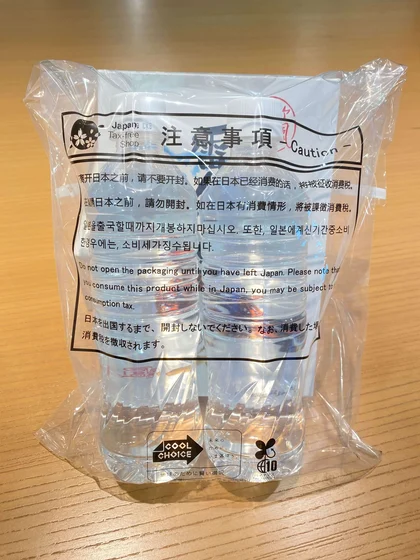 Japan.
Tax-free
Shop
注意事項
- Caution -
离开日本之前，请不要开封。如果在日本已经消费的话，将被征收消费税。
離開日本之前，請勿開封。如在日本有消費情形，將被課徵消費稅。
일본을출국할때까지개봉하지마십시오. 또한, 일본에계신기간중소비
한경우에는, 소비세가징수됩니다.
Do not open the packaging until you have left Japan. Please note that
you consume this product while in Japan, you may be subject to
consumption tax.
日本を出国するまで、開封しないでください。なお、消費した場
消費税を徴収されます。
COOL
CHOICE
10